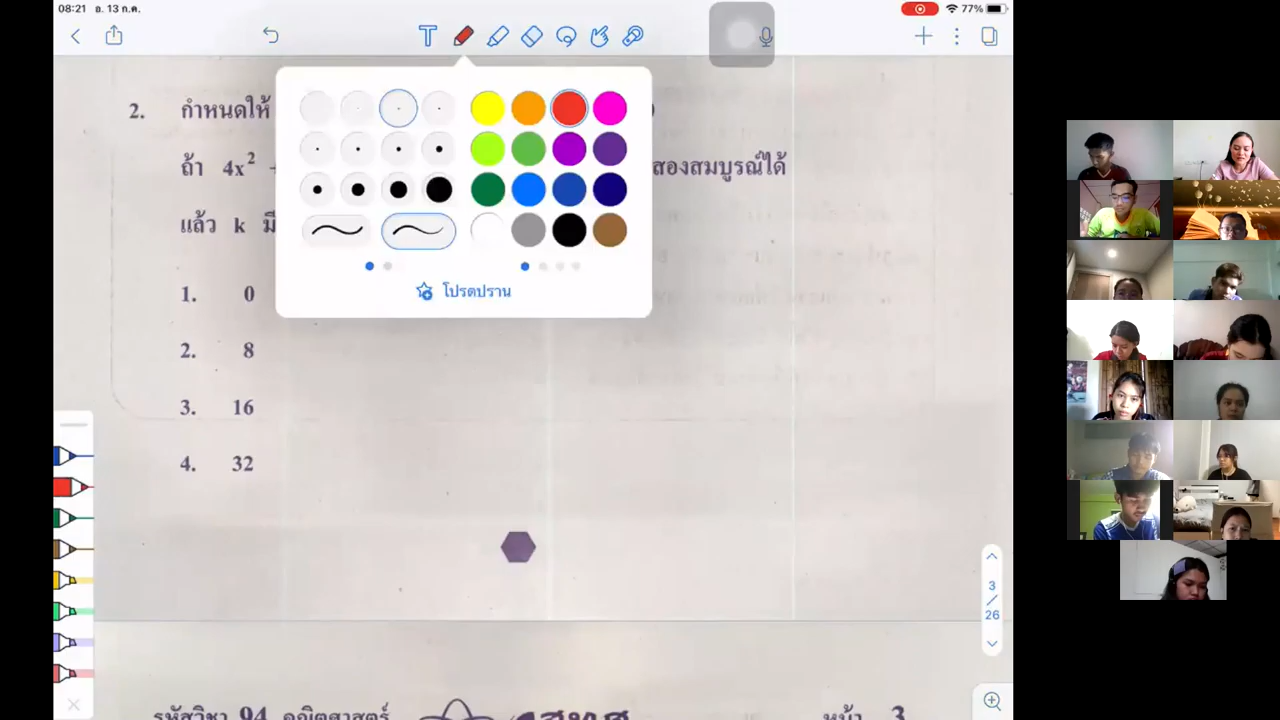 08:21 อ. 13 ก.ค.
77%
T
2. กำหนดให้
ถ้า 4x² สองสมบูรณ์ได้
แล้ว k มี
1. 0
2. 8
3. 16
4. 32
โปรดปราน
3
/
26
รหัสวิชา 94 คณิตศาสตร์
หน้า 3